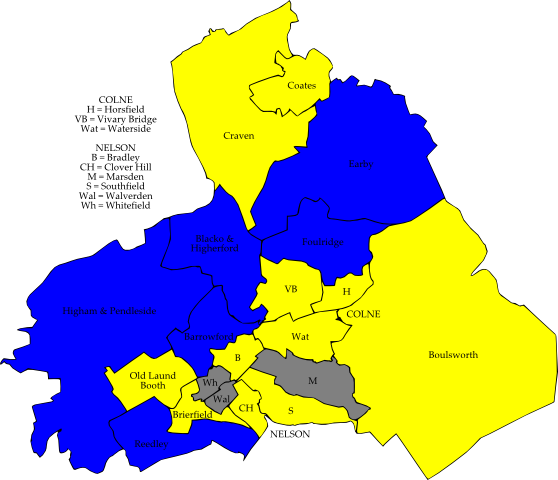 Coates
COLNE
H = Horsfield
VB = Vivary Bridge
Wat = Waterside
Craven
NELSON
B = Bradley
CH = Clover Hill
M = Marsden
S = Southfield
Wal = Walverden
Wh = Whitefield
Earby
Blacko &
Higherford
Foulridge
VB
H
Higham & Pendleside
COLNE
Barrowford
Wat
Boulsworth
B
Old Laund
Booth
Wh
M
Wal
CH
S
Brierfield
NELSON
Reedley